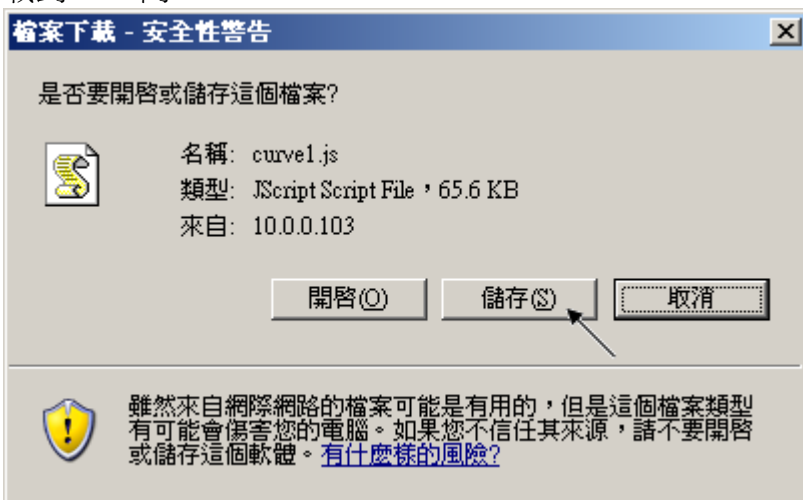 檔案下載 - 安全性警告
是否要開啓或儲存這個檔案?
名稱: curve1.js
類型: JScript Script File，65.6 KB
來自: 10.0.0.103
開啓(O) 儲存(S) 取消
雖然來自網際網路的檔案可能是有用的，但是這個檔案類型
有可能會傷害您的電腦。如果您不信任其來源，請不要開啓
或儲存這個軟體。有什麼樣的風險?